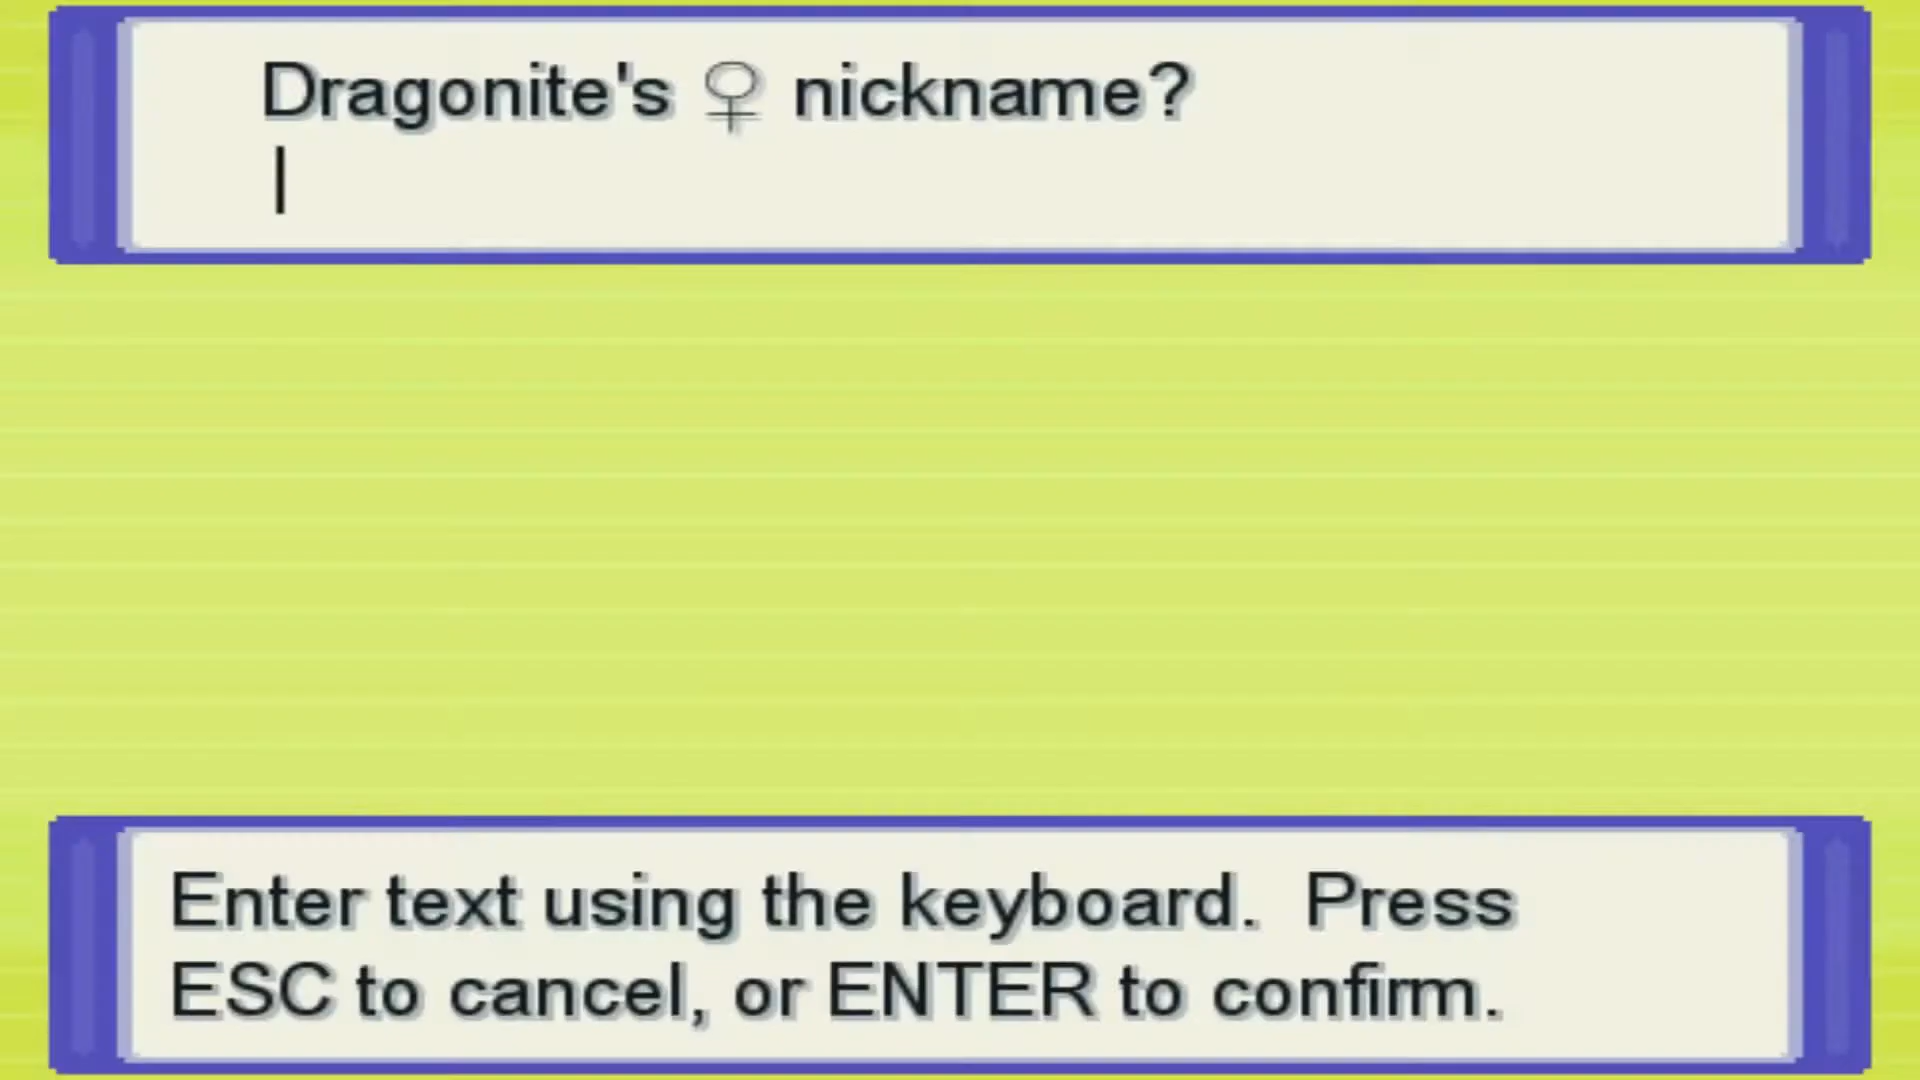 Dragonite's ♀ nickname?
Enter text using the keyboard.  Press
ESC to cancel, or ENTER to confirm.